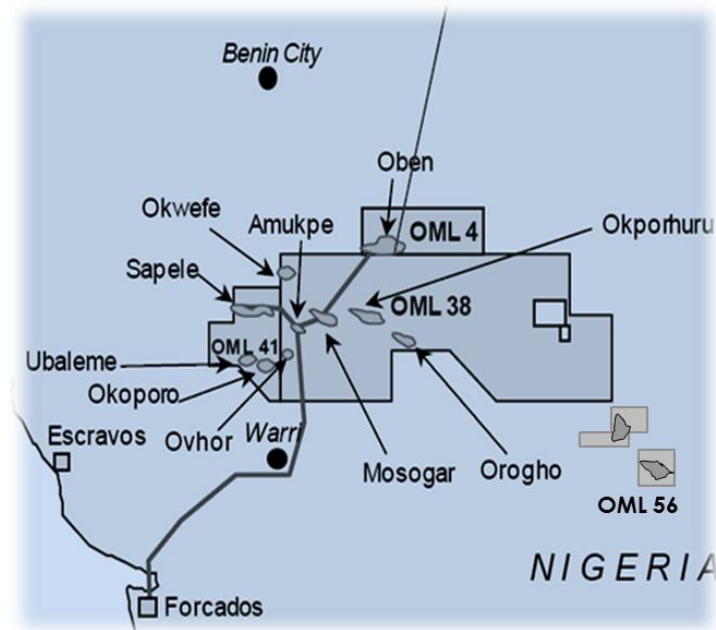 Benin City
Oben
Okwefe
Amukpe
OML 4
Okporhuru
Sapele
OML 38
OML 41
Ubaleme
Okoporo
Ovhor
Warri
Escravos
Mosogar
Orogho
OML 56
NIGERIA
Forcados